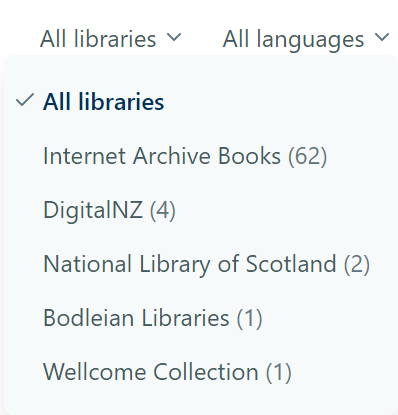 All libraries All languages
All libraries
Internet Archive Books (62)
DigitalNZ (4)
National Library of Scotland (2)
Bodleian Libraries (1)
Wellcome Collection (1)